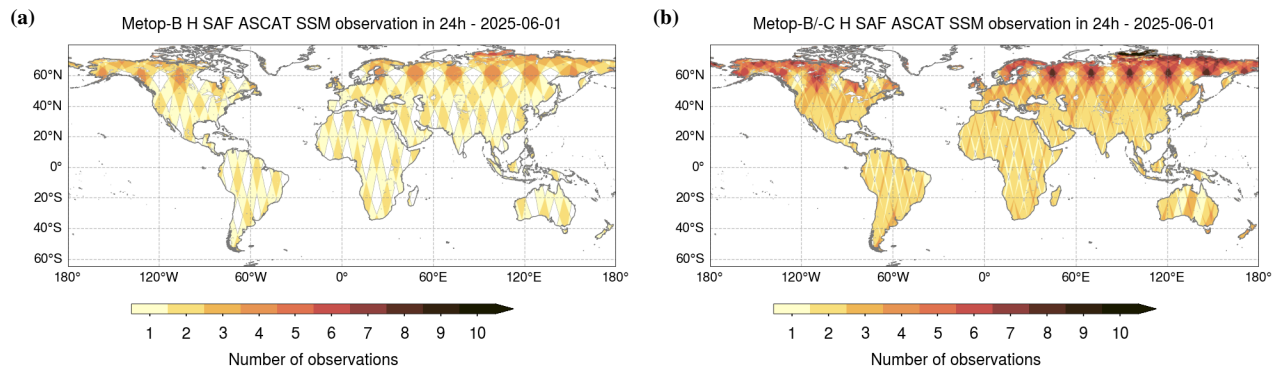 (a)
Metop-B H SAF ASCAT SSM observation in 24h - 2025-06-01
60°N
40°N
20°N
0°
20°S
40°S
60°S
180° 120°W 60°W 0° 60°E 120°E 180°
1 2 3 4 5 6 7 8 9 10
Number of observations
(b)
Metop-B/-C H SAF ASCAT SSM observation in 24h - 2025-06-01
60°N
40°N
20°N
0°
20°S
40°S
60°S
180° 120°W 60°W 0° 60°E 120°E 180°
1 2 3 4 5 6 7 8 9 10
Number of observations